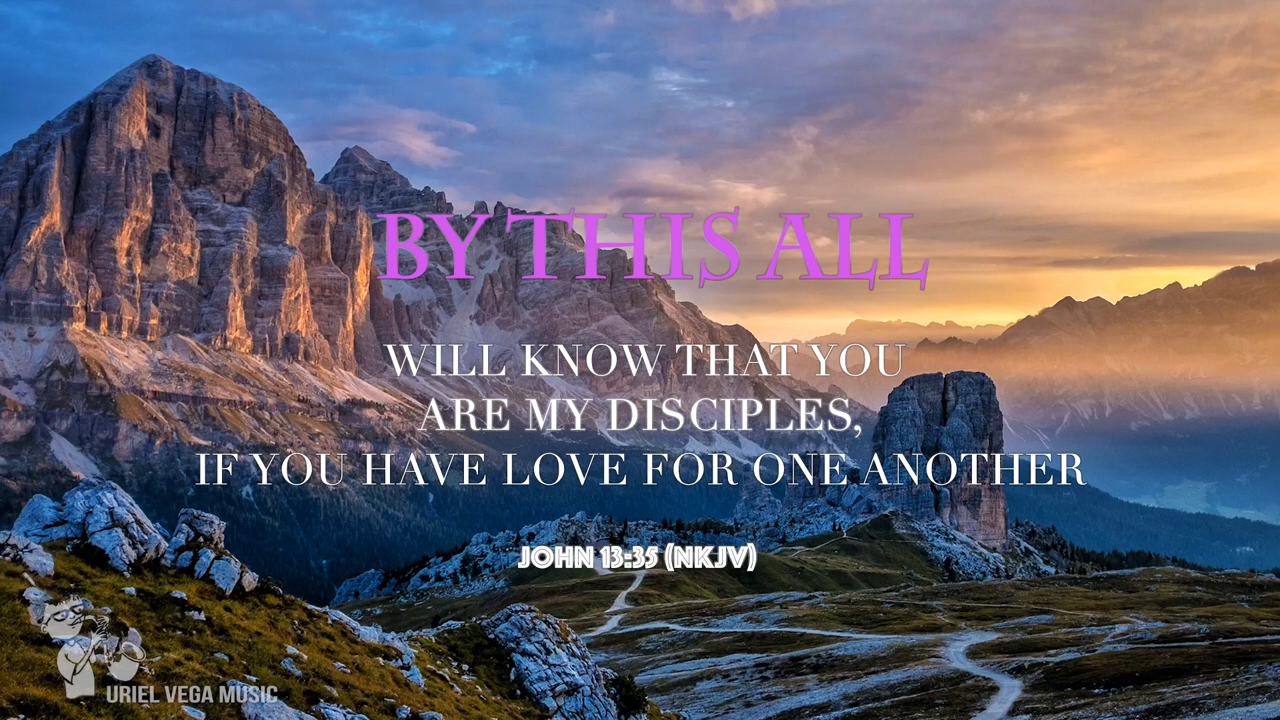 BY THIS ALL
WILL KNOW THAT YOU
ARE MY DISCIPLES,
IF YOU HAVE LOVE FOR ONE ANOTHER
JOHN 13:35 (NKJV)
URIEL VEGA MUSIC